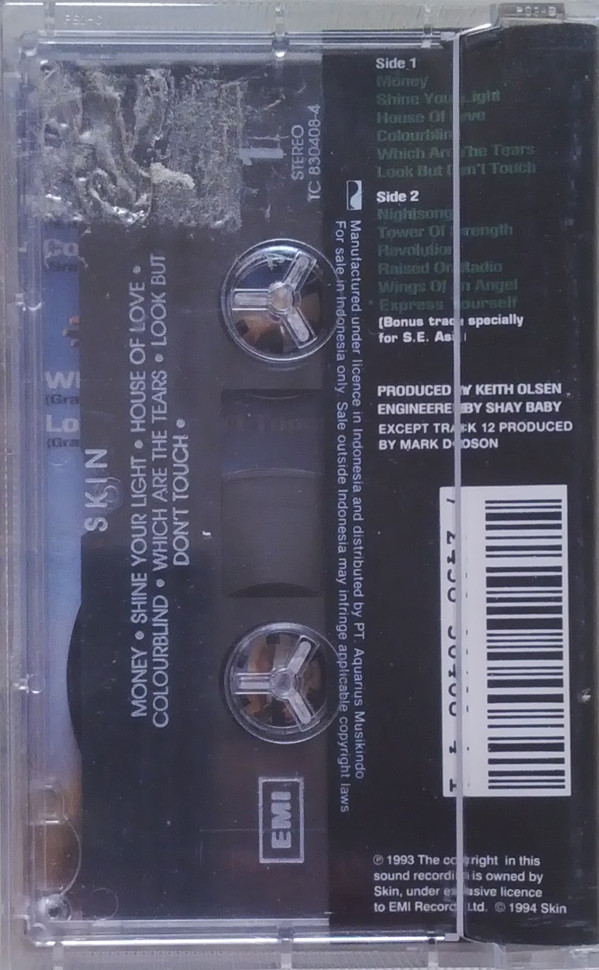 Side 1
Money
Shine Your Light
House Of Love
Colourblind
Which Are The Tears
Look But Don't Touch
Side 2
Nightsong
Tower Of Strength
Revolution
Raised On Radio
Wings Of An Angel
Express Yourself
(Bonus track specially
for S.E. Asia
PRODUCED BY KEITH OLSEN
ENGINEERED BY SHAY BABY
EXCEPT TRACK 12 PRODUCED
BY MARK DODSON
℗ 1993 The copyright in this
sound recording is owned by
Skin, under exclusive licence
to EMI Records Ltd. © 1994 Skin
Manufactured under licence in Indonesia and distributed by PT. Aquarius Musikindo
For sale in Indonesia only Sale outside Indonesia may infringe applicable copyright laws
STEREO
TC 830408-4
1
SKIN
MONEY • SHINE YOUR LIGHT • HOUSE OF LOVE •
COLOURBLIND • WHICH ARE THE TEARS • LOOK BUT
DON'T TOUCH •
EMI